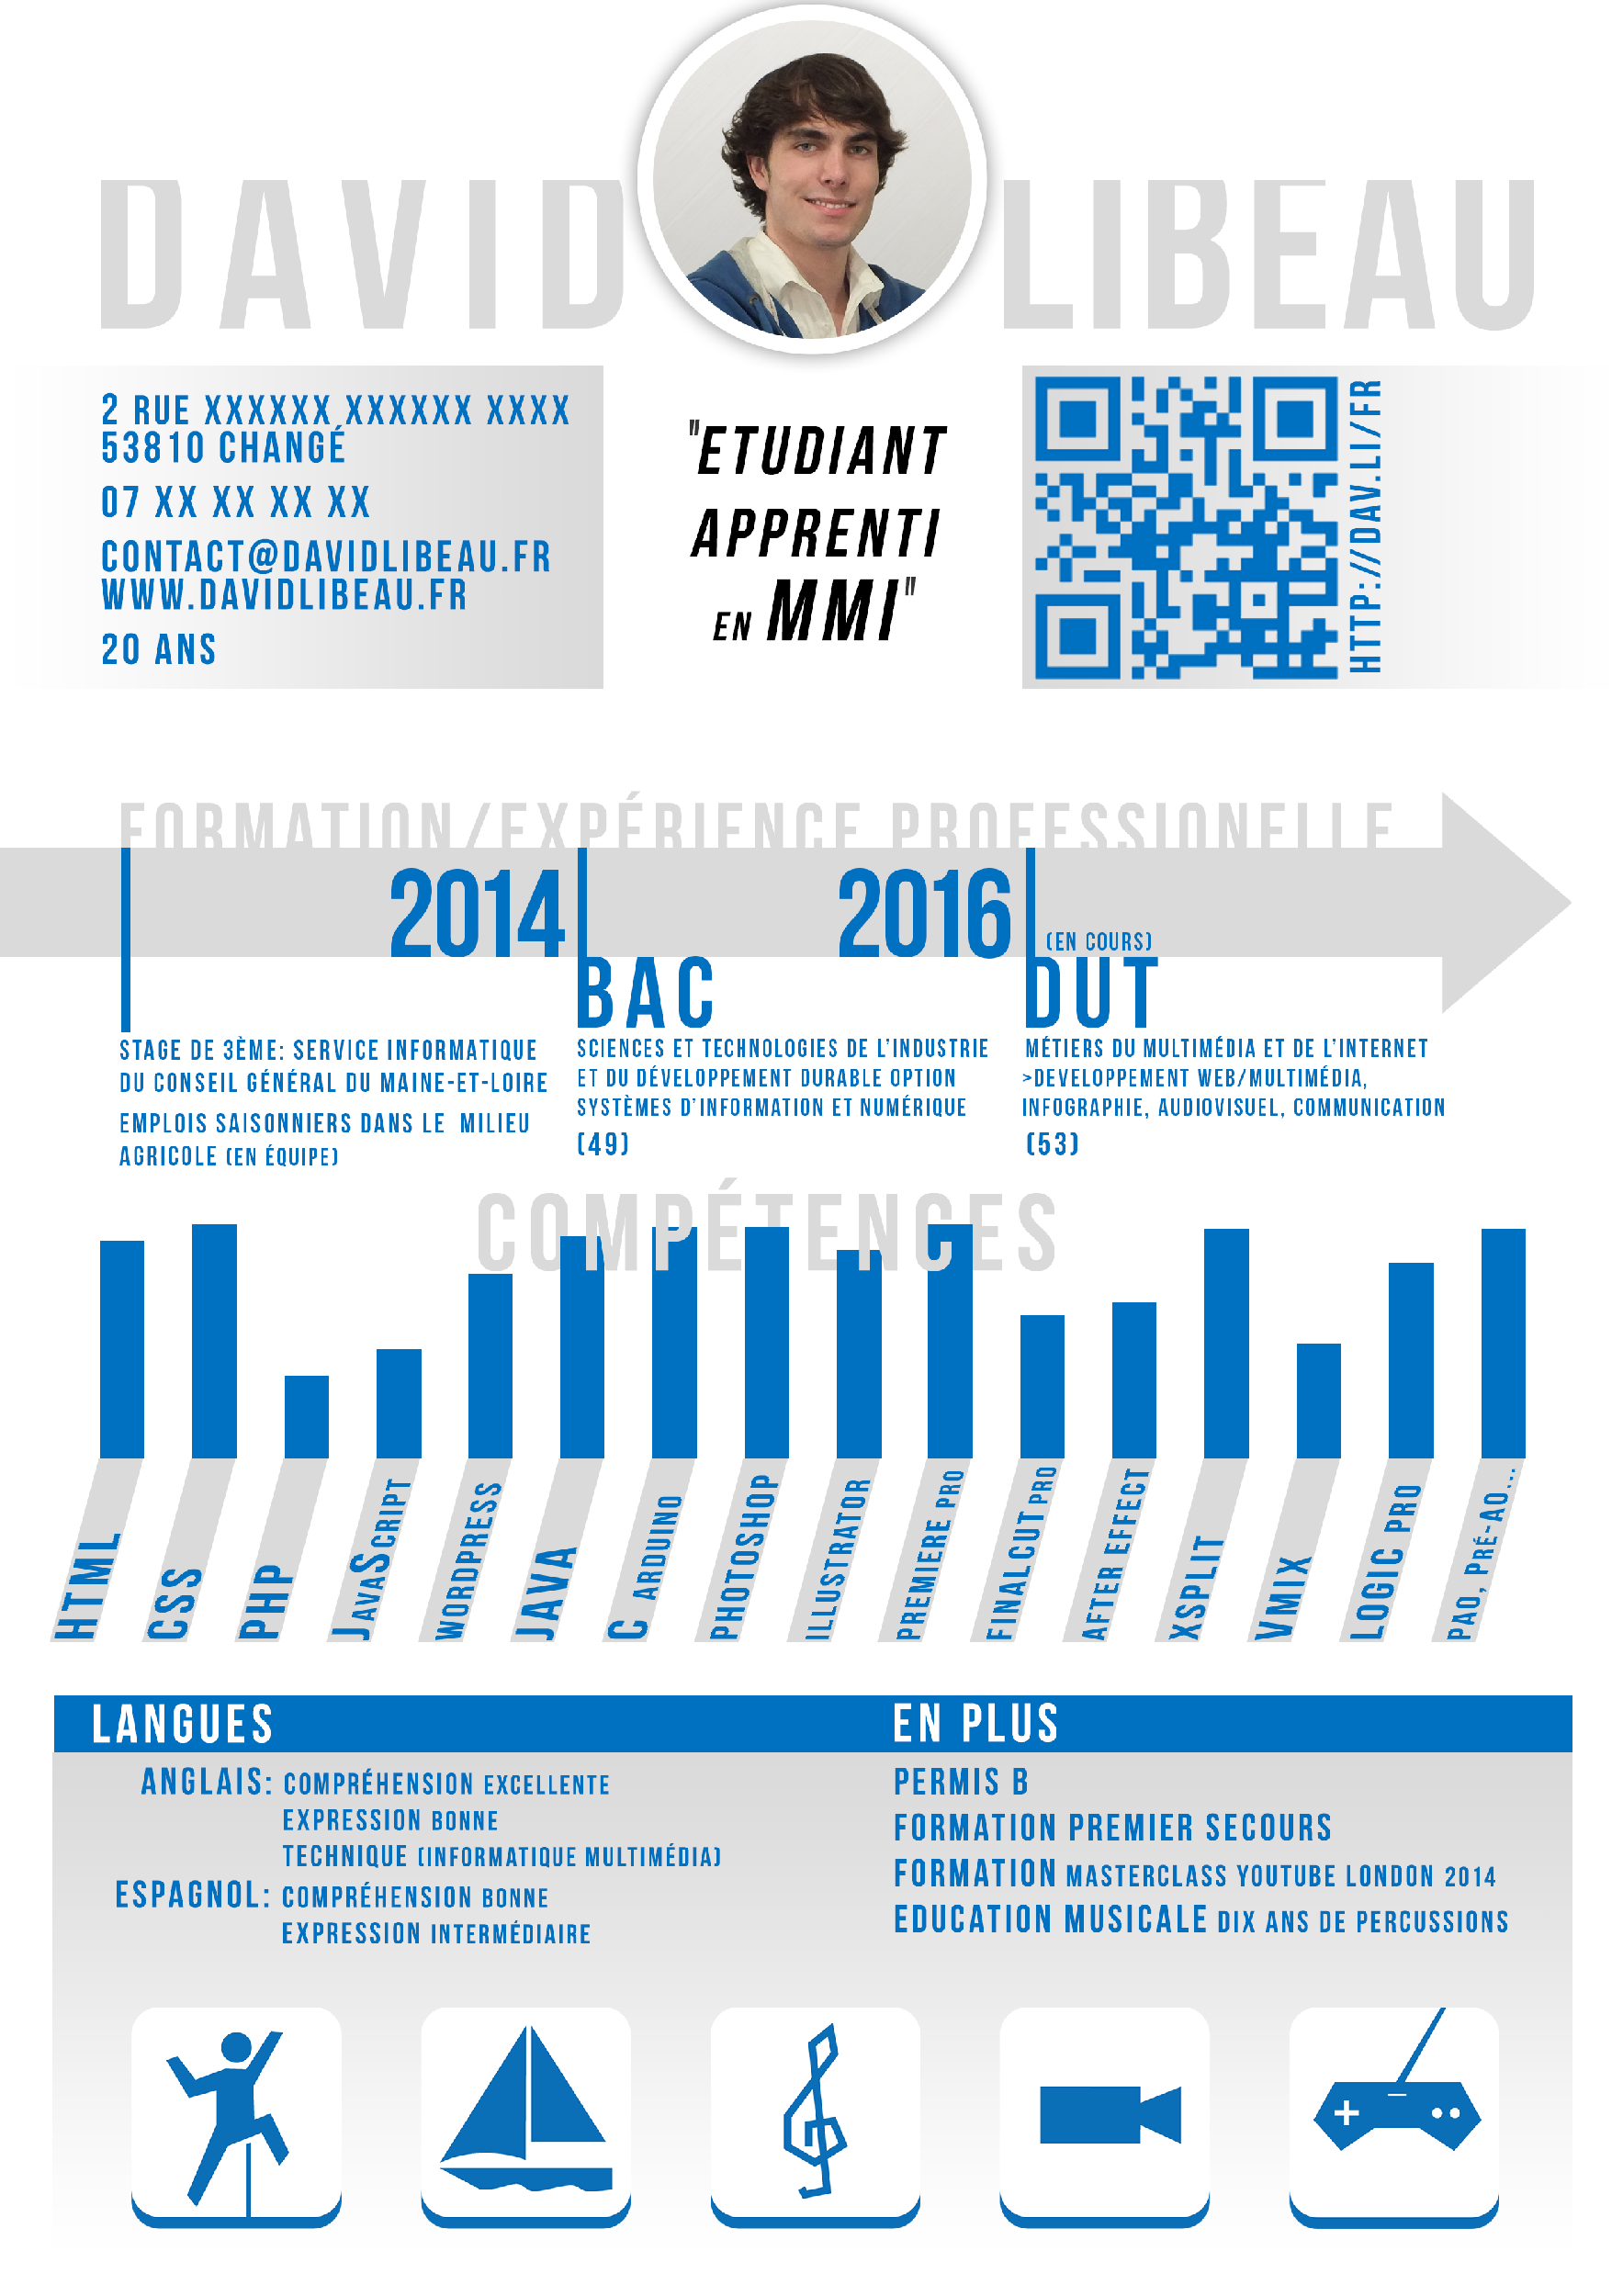 DAVID LIBEAU
2 RUE XXXXXX XXXXXX XXXX
53810 CHANGÉ
07 XX XX XX XX
CONTACT@DAVIDLIBEAU.FR
WWW.DAVIDLIBEAU.FR
20 ANS
"ETUDIANT
APPRENTI
EN MMI"
HTTP://DAV.LI/FR
FORMATION/EXPÉRIENCE PROFESSIONELLE
2014
2016
(EN COURS)
BAC
DUT
STAGE DE 3ÈME: SERVICE INFORMATIQUE
DU CONSEIL GÉNÉRAL DU MAINE-ET-LOIRE
EMPLOIS SAISONNIERS DANS LE MILIEU
AGRICOLE (EN ÉQUIPE)
SCIENCES ET TECHNOLOGIES DE L'INDUSTRIE
ET DU DÉVELOPPEMENT DURABLE OPTION
SYSTÈMES D'INFORMATION ET NUMÉRIQUE
(49)
MÉTIERS DU MULTIMÉDIA ET DE L'INTERNET
>DEVELOPPEMENT WEB/MULTIMÉDIA,
INFOGRAPHIE, AUDIOVISUEL, COMMUNICATION
(53)
COMPÉTENCES
HTML
CSS
PHP
JAVASCRIPT
WORDPRESS
JAVA
C ARDUINO
PHOTOSHOP
ILLUSTRATOR
PREMIERE PRO
FINAL CUT PRO
AFTER EFFECT
XSPLIT
VMIX
LOGIC PRO
PAO, PRÉ-AO...
LANGUES
ANGLAIS: COMPRÉHENSION EXCELLENTE
EXPRESSION BONNE
TECHNIQUE (INFORMATIQUE MULTIMÉDIA)
ESPAGNOL: COMPRÉHENSION BONNE
EXPRESSION INTERMÉDIAIRE
EN PLUS
PERMIS B
FORMATION PREMIER SECOURS
FORMATION MASTERCLASS YOUTUBE LONDON 2014
EDUCATION MUSICALE DIX ANS DE PERCUSSIONS